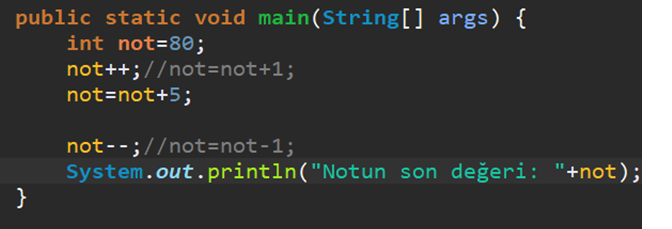 public static void main(String[] args) {
int not=80;
not++;//not=not+1;
not=not+5;
not--;//not=not-1;
System.out.println("Notun son değeri: "+not);
}